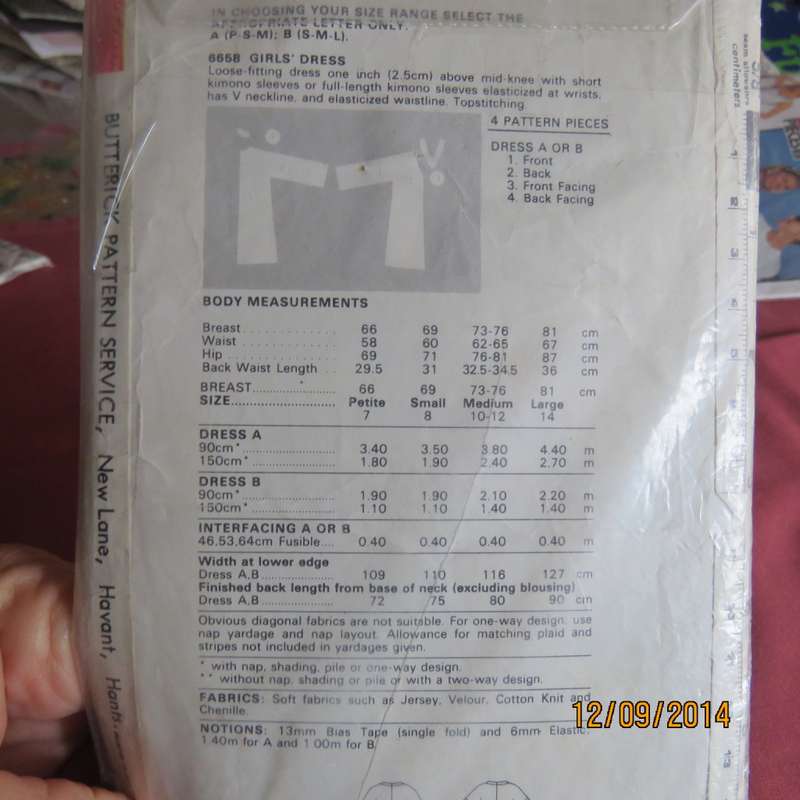 IN CHOOSING YOUR SIZE RANGE SELECT THE
APPROPRIATE LETTER ONLY.
A (P-S-M); B (S-M-L).
6658 GIRLS' DRESS
Loose-fitting dress one inch (2.5cm) above mid-knee with short
kimono sleeves or full-length kimono sleeves elasticized at wrists,
has V neckline, and elasticized waistline. Topstitching.
4 PATTERN PIECES
DRESS A OR B
1. Front
2. Back
3. Front Facing
4. Back Facing
BODY MEASUREMENTS
Breast 66 69 73-76 81 cm
Waist 58 60 62-65 67 cm
Hip 69 71 76-81 87 cm
Back Waist Length 29.5 31 32.5-34.5 36 cm
BREAST 66 69 73-76 81 cm
SIZE Petite Small Medium Large
7 8 10-12 14
DRESS A
90cm* 3.40 3.50 3.80 4.40 m
150cm* 1.80 1.90 2.40 2.70 m
DRESS B
90cm* 1.90 1.90 2.10 2.20 m
150cm* 1.10 1.10 1.40 1.40 m
INTERFACING A OR B
46,53,64cm Fusible 0.40 0.40 0.40 0.40 m
Width at lower edge
Dress A,B 109 110 116 127 cm
Finished back length from base of neck (excluding blousing)
Dress A,B 72 75 80 90 cm
Obvious diagonal fabrics are not suitable. For one-way design, use
nap yardage and nap layout. Allowance for matching plaid and
stripes not included in yardages given.
* with nap, shading, pile or one-way design.
** without nap, shading or pile or with a two-way design.
FABRICS: Soft fabrics such as Jersey, Velour, Cotton Knit and
Chenille.
NOTIONS: 13mm Bias Tape (single fold) and 6mm Elastic,
1.40m for A and 1.00m for B.
BUTTERICK PATTERN SERVICE, New Lane, Havant, Hants
seam allowance
centimeters
5/8
12/09/2014